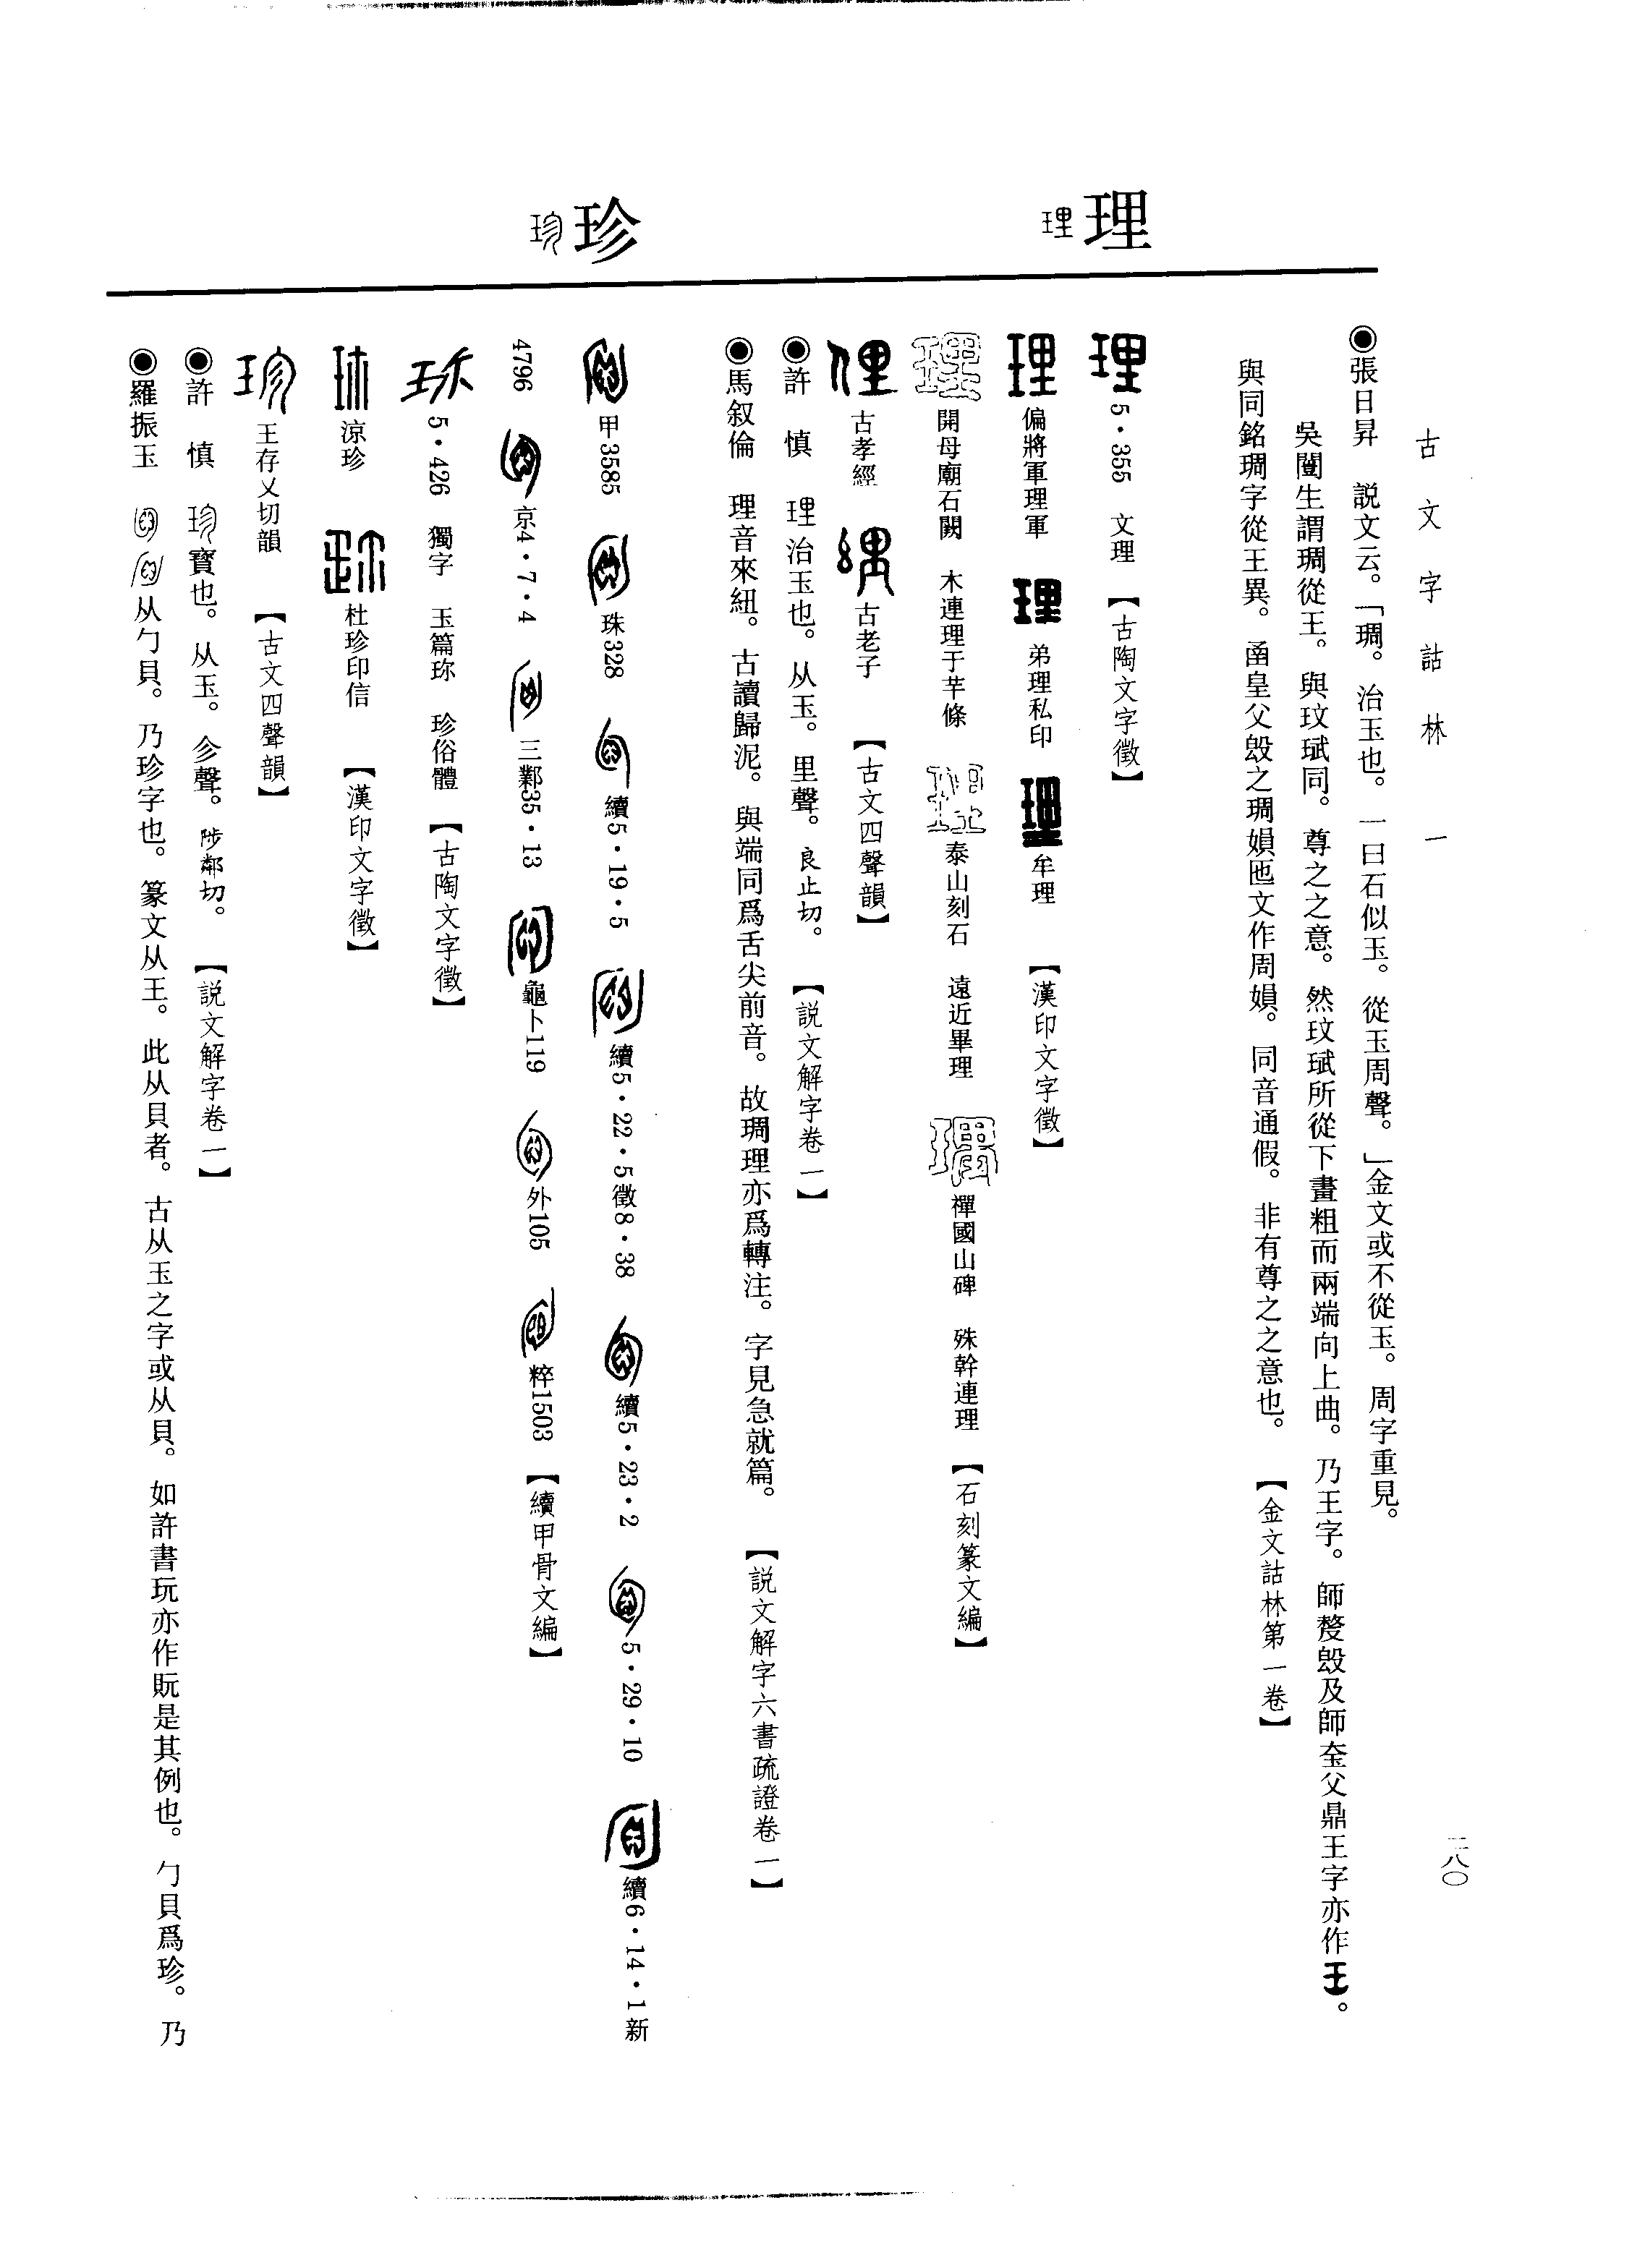 古文字詁林 一
二八〇
◉張日昇 説文云。「琱。治玉也。一曰石似玉。從玉周聲。」金文或不從玉。周字重見。
吳闓生謂琱從王。與玟珷同。尊之之意。然玟珷所從下畫粗而兩端向上曲。乃王字。師嫠𣪘及師㚔父鼎王字亦作王。
與同銘琱字從王異。函皇父𣪘之琱娟匜文作周娟。同音通假。非有尊之之意也。 【金文詁林第一卷】
理 理
理 5·355 文理 【古陶文字徵】
理 偏將軍理軍 理 弟理私印 理 牟理 【漢印文字徵】
理 開母廟石闕 木連理于芊條 理 泰山刻石 遠近畢理 理 禪國山碑 殊幹連理 【石刻篆文編】
古孝經 古老子 【古文四聲韻】
◉許 慎 理治玉也。从玉。里聲。良止切。 【説文解字卷一】
◉馬叙倫 理音來紐。古讀歸泥。與端同爲舌尖前音。故琱理亦爲轉注。字見急就篇。 【説文解字六書疏證卷一】
珍 珍
甲3585 珠328 續5·19·5 續5·22·5徵8·38 續5·23·2 5·29·10 續6·14·1新
4796 京4·7·4 三鄴35·13 龜卜119 外105 粹1503 【續甲骨文編】
珎 5·426 獨字 玉篇珎 珍俗體 【古陶文字徵】
涼珍 杜珍印信 【漢印文字徵】
珍 王存乂切韻 【古文四聲韻】
◉許 慎 珍寶也。从玉。㐱聲。陟鄰切。 【説文解字卷一】
◉羅振玉 从勹貝。乃珍字也。篆文从王。此从貝者。古从玉之字或从貝。如許書玩亦作貦是其例也。勹貝爲珍。乃